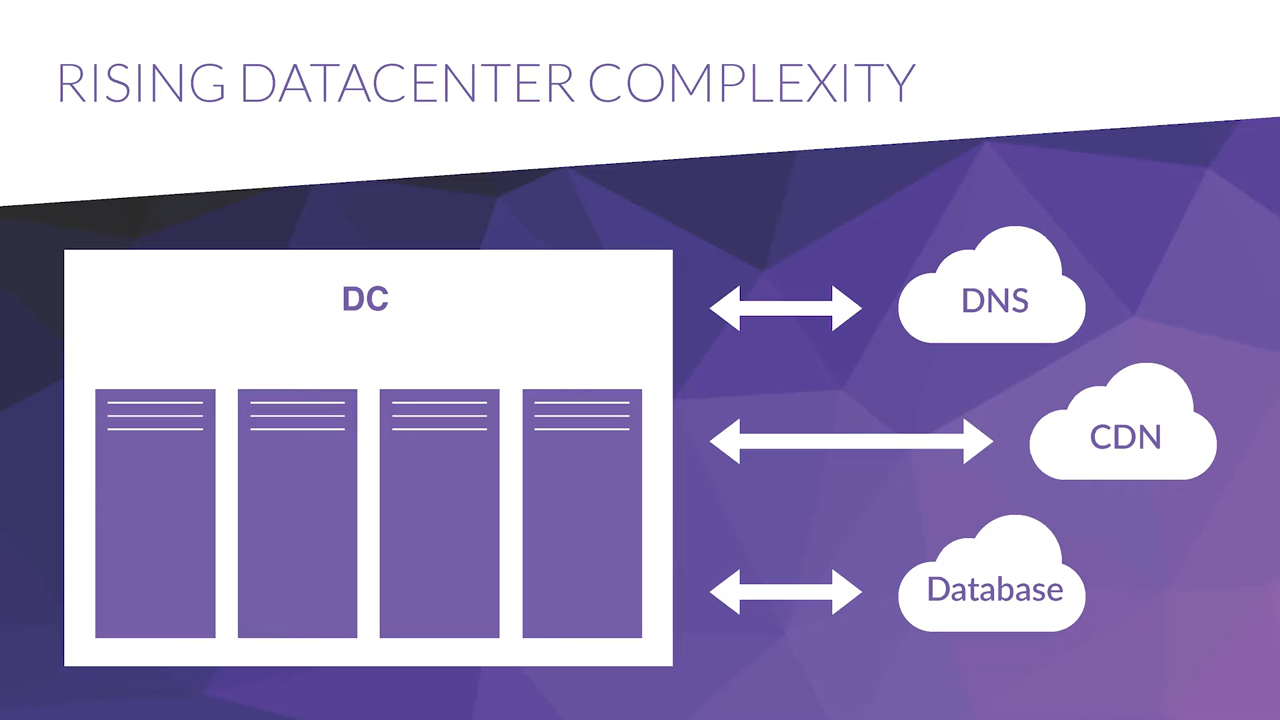 RISING DATACENTER COMPLEXITY
DC
DNS
CDN
Database